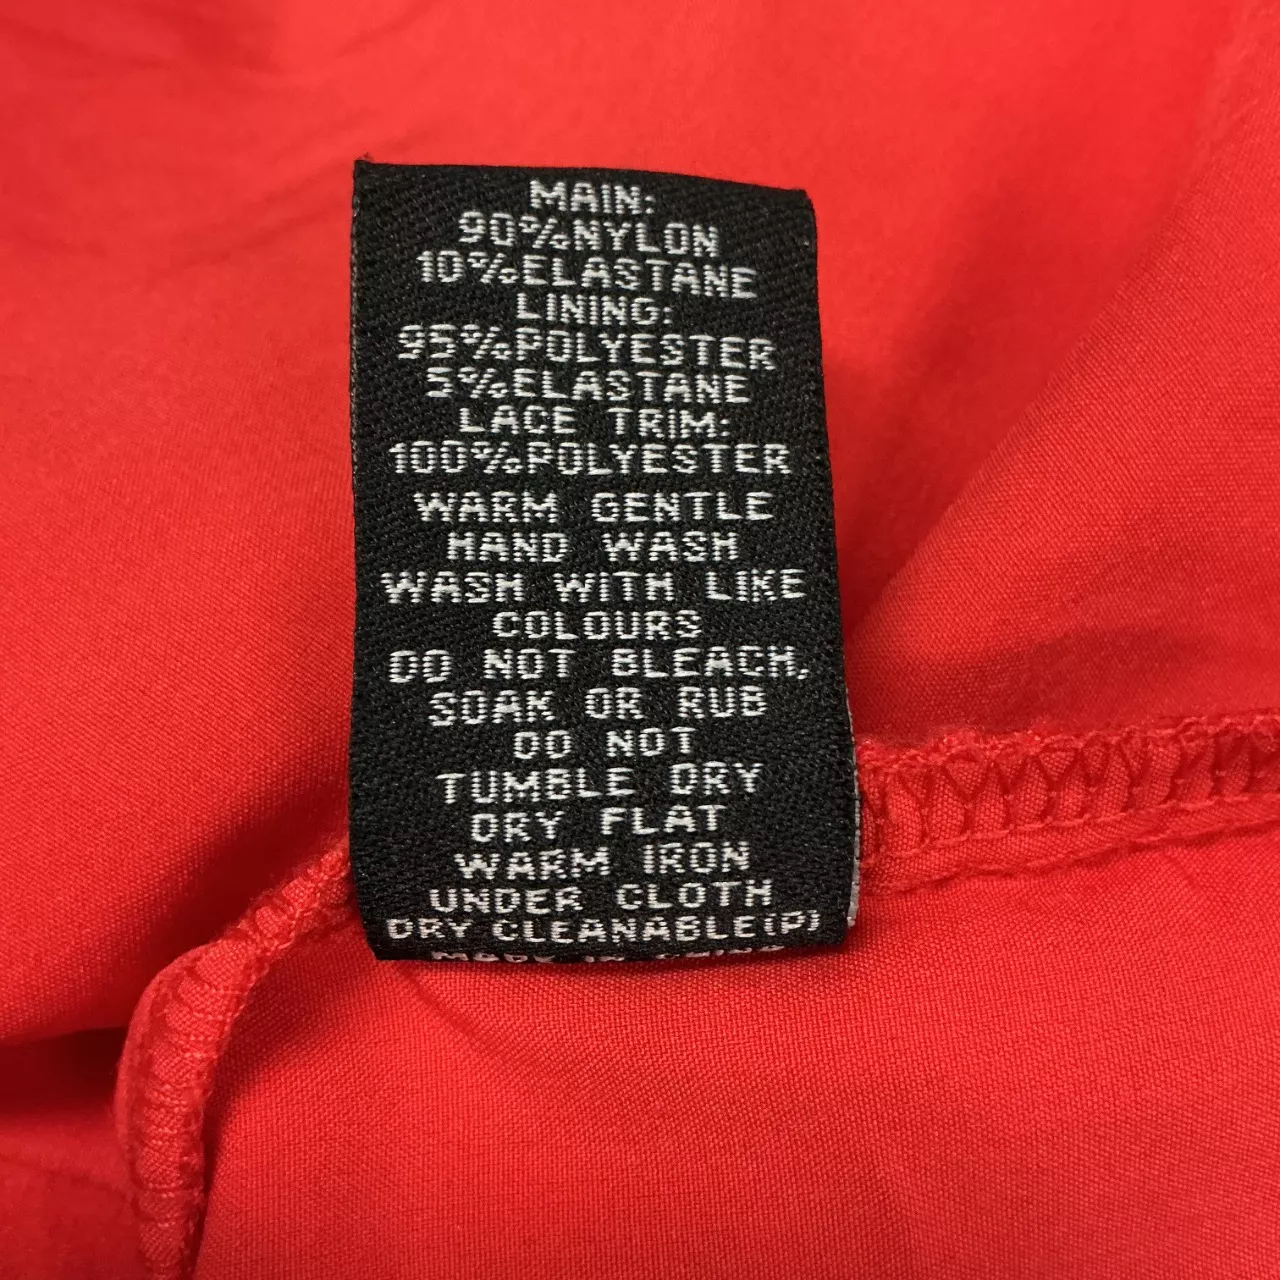 MAIN:
90%NYLON
10%ELASTANE
LINING:
95%POLYESTER
5%ELASTANE
LACE TRIM:
100%POLYESTER
WARM GENTLE
HAND WASH
WASH WITH LIKE
COLOURS
DO NOT BLEACH,
SOAK OR RUB
DO NOT
TUMBLE DRY
DRY FLAT
WARM IRON
UNDER CLOTH
DRY CLEANABLE(P)
MADE IN